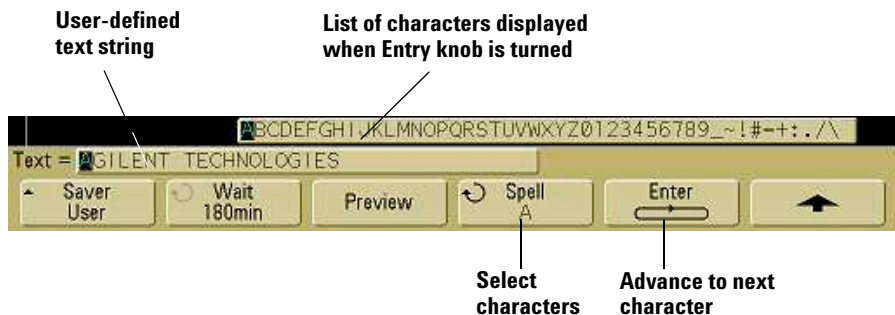 User-defined
text string
List of characters displayed
when Entry knob is turned
ABCDEFGHIJKLMNOPQRSTUVWXYZ0123456789_~!#-+:./\
Text = AGILENT TECHNOLOGIES
Saver
User
Wait
180min
Preview
Spell
A
Enter
Select
characters
Advance to next
character